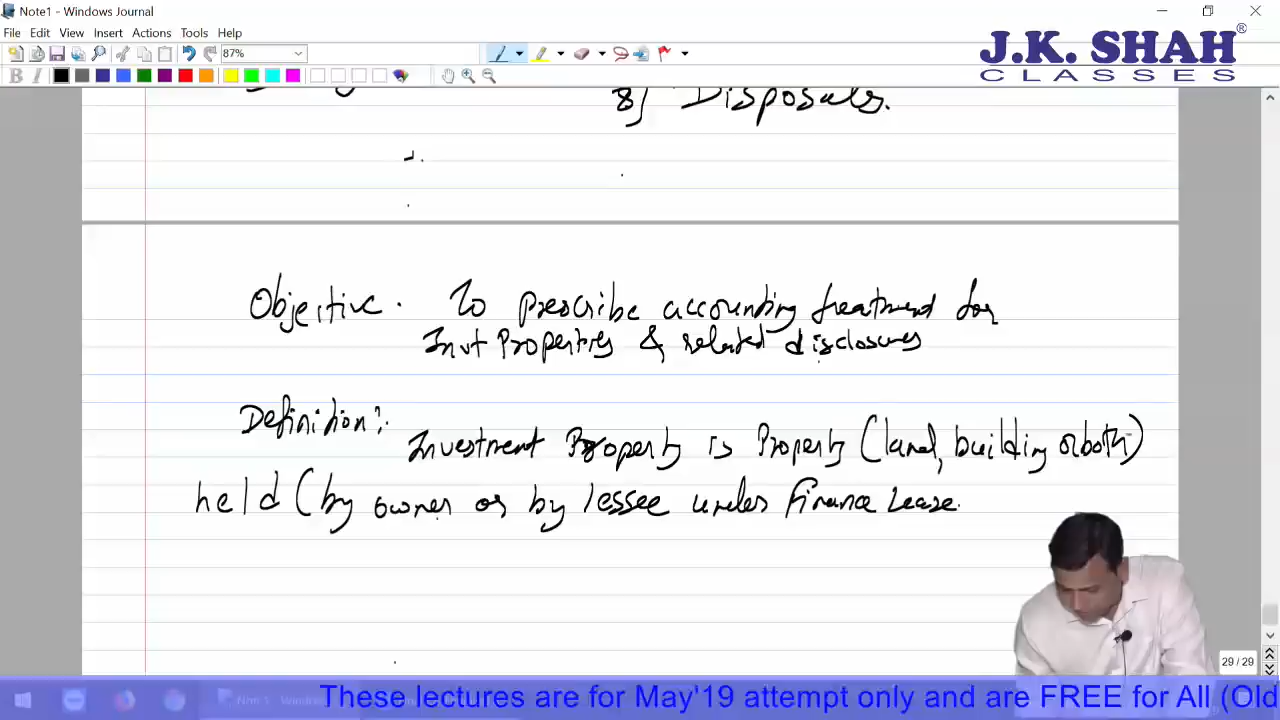 Note1 - Windows Journal
File Edit View Insert Actions Tools Help
87%
J.K. SHAH®
CLASSES
8) Disposals.
Objective. To prescribe accounting treatment for
Invt Properties & related disclosures
Definition:
Investment Property is Property (land, building or both)
held (by owner or by lessee under Finance Lease.
29 / 29
These lectures are for May'19 attempt only and are FREE for All (Old